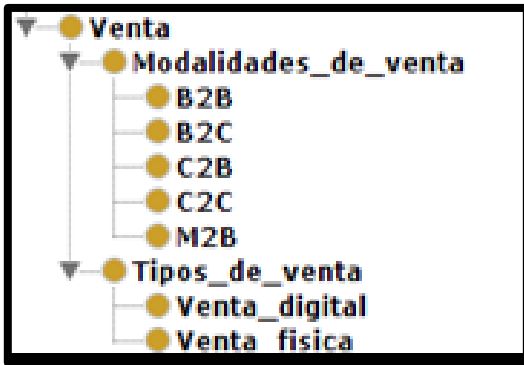 Venta
Modalidades_de_venta
B2B
B2C
C2B
C2C
M2B
Tipos_de_venta
Venta_digital
Venta_fisica